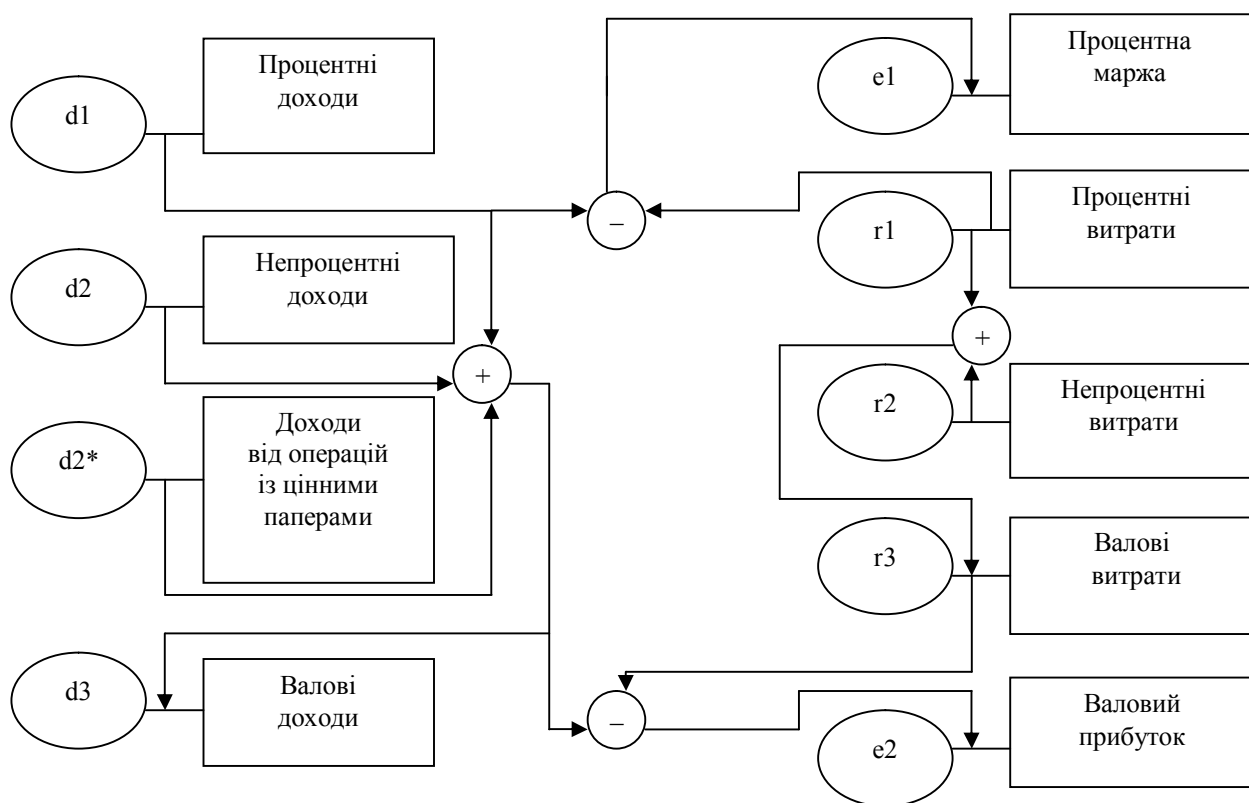 d1
Процентні
доходи
d2
Непроцентні
доходи
+
d2*
Доходи
від операцій
із цінними
паперами
d3
Валові
доходи
–
–
e1
Процентна
маржа
r1
Процентні
витрати
+
r2
Непроцентні
витрати
r3
Валові
витрати
e2
Валовий
прибуток